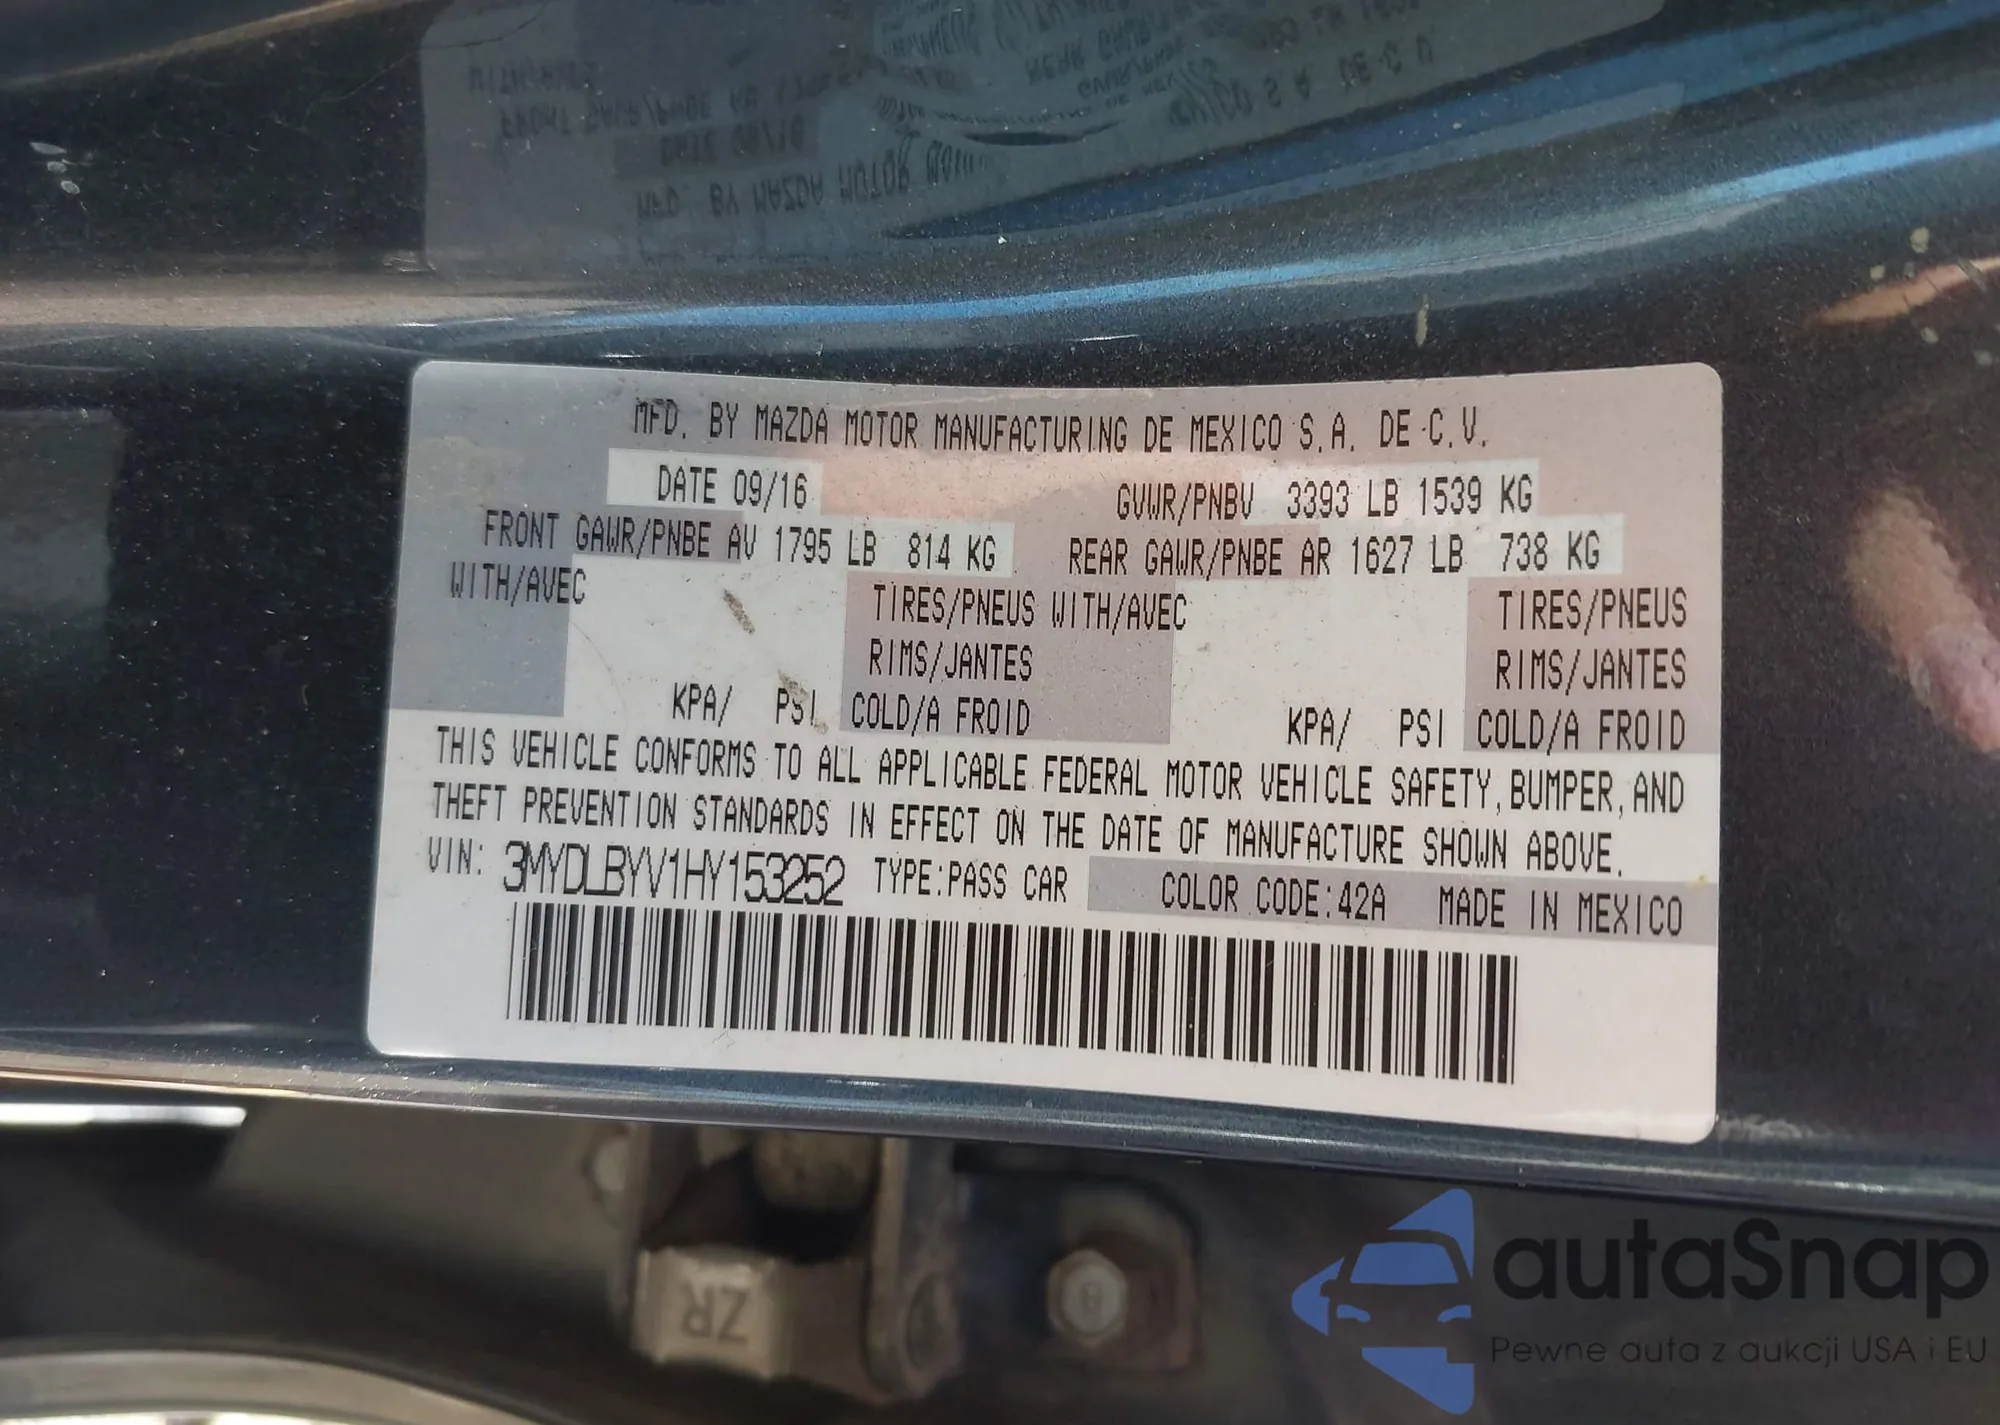 MFD. BY MAZDA MOTOR MANUFACTURING DE MEXICO S.A. DE C.V.
DATE 09/16 GVWR/PNBV 3393 LB 1539 KG
FRONT GAWR/PNBE AV 1795 LB 814 KG REAR GAWR/PNBE AR 1627 LB 738 KG
WITH/AVEC TIRES/PNEUS WITH/AVEC TIRES/PNEUS
RIMS/JANTES RIMS/JANTES
KPA/ PSI COLD/A FROID KPA/ PSI COLD/A FROID
THIS VEHICLE CONFORMS TO ALL APPLICABLE FEDERAL MOTOR VEHICLE SAFETY, BUMPER, AND
THEFT PREVENTION STANDARDS IN EFFECT ON THE DATE OF MANUFACTURE SHOWN ABOVE.
VIN: 3MYDLBYV1HY153252 TYPE:PASS CAR COLOR CODE:42A MADE IN MEXICO
ZR
8
autaSnap
Pewne auta z aukcji USA i EU